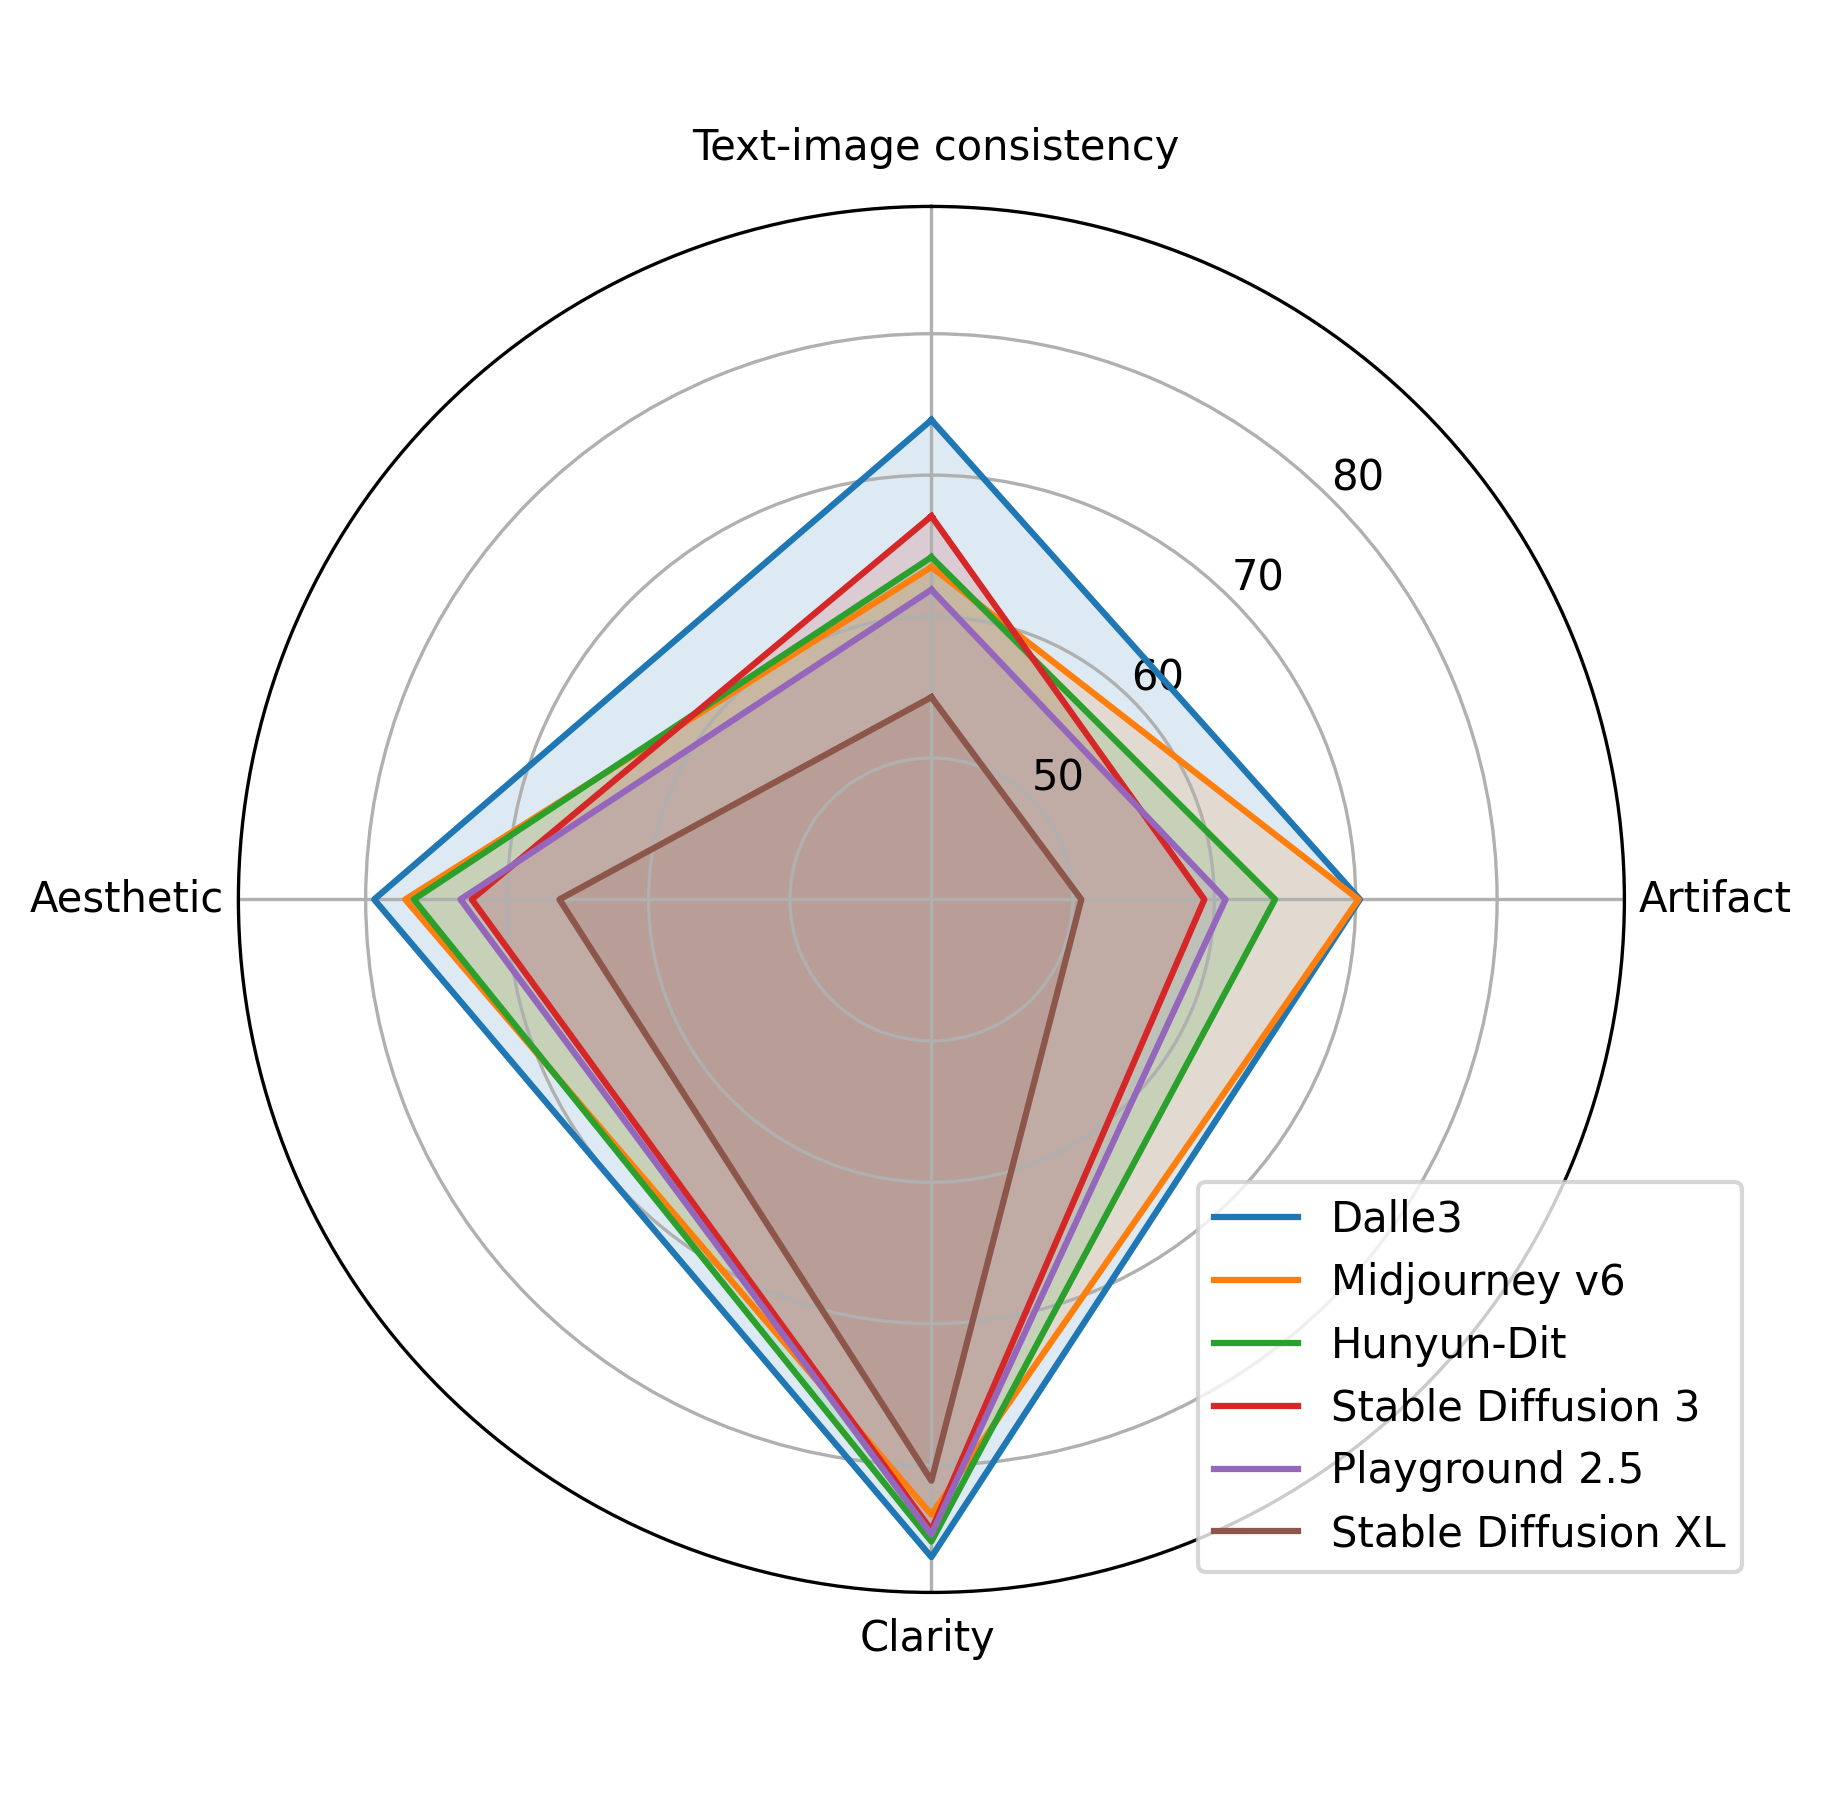 Text-image consistency
80
70
60
50
Aesthetic
Artifact
Dalle3
Midjourney v6
Hunyun-Dit
Stable Diffusion 3
Playground 2.5
Stable Diffusion XL
Clarity